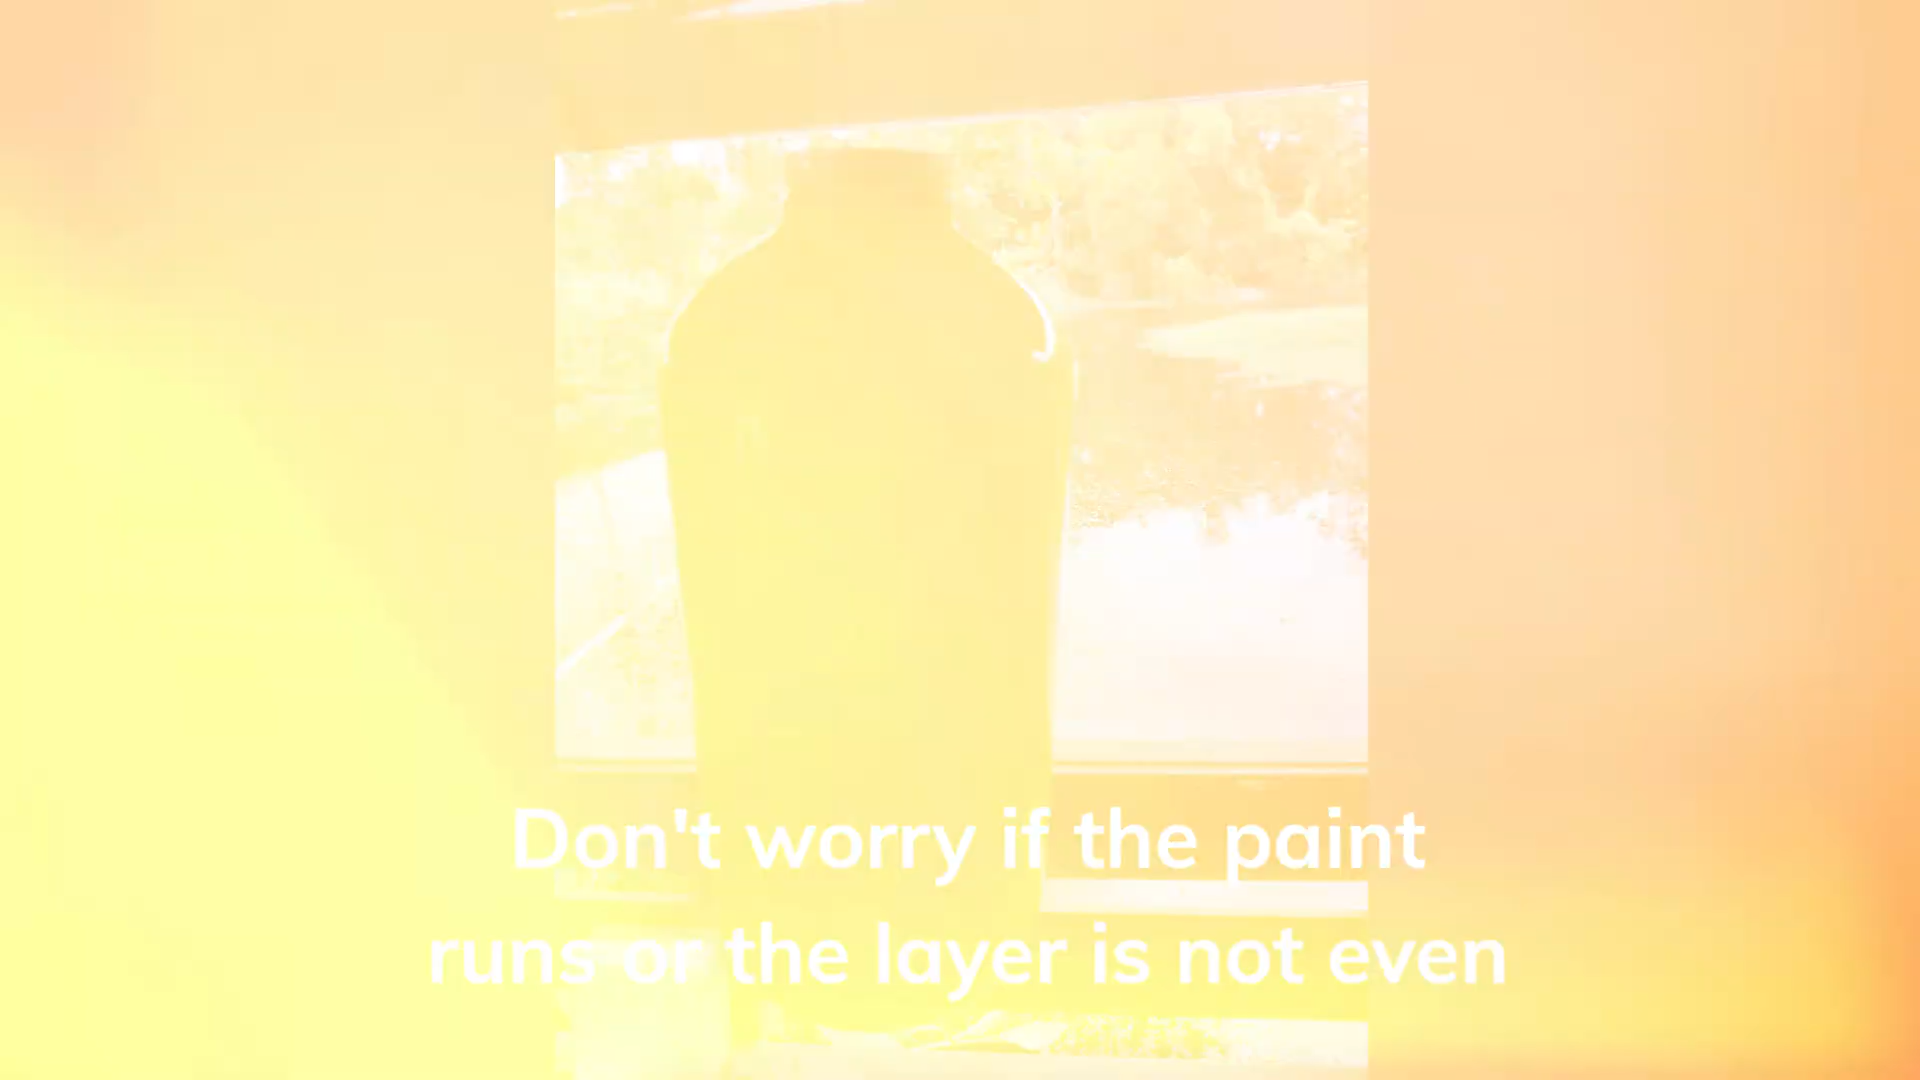 Don't worry if the paint
runs or the layer is not even